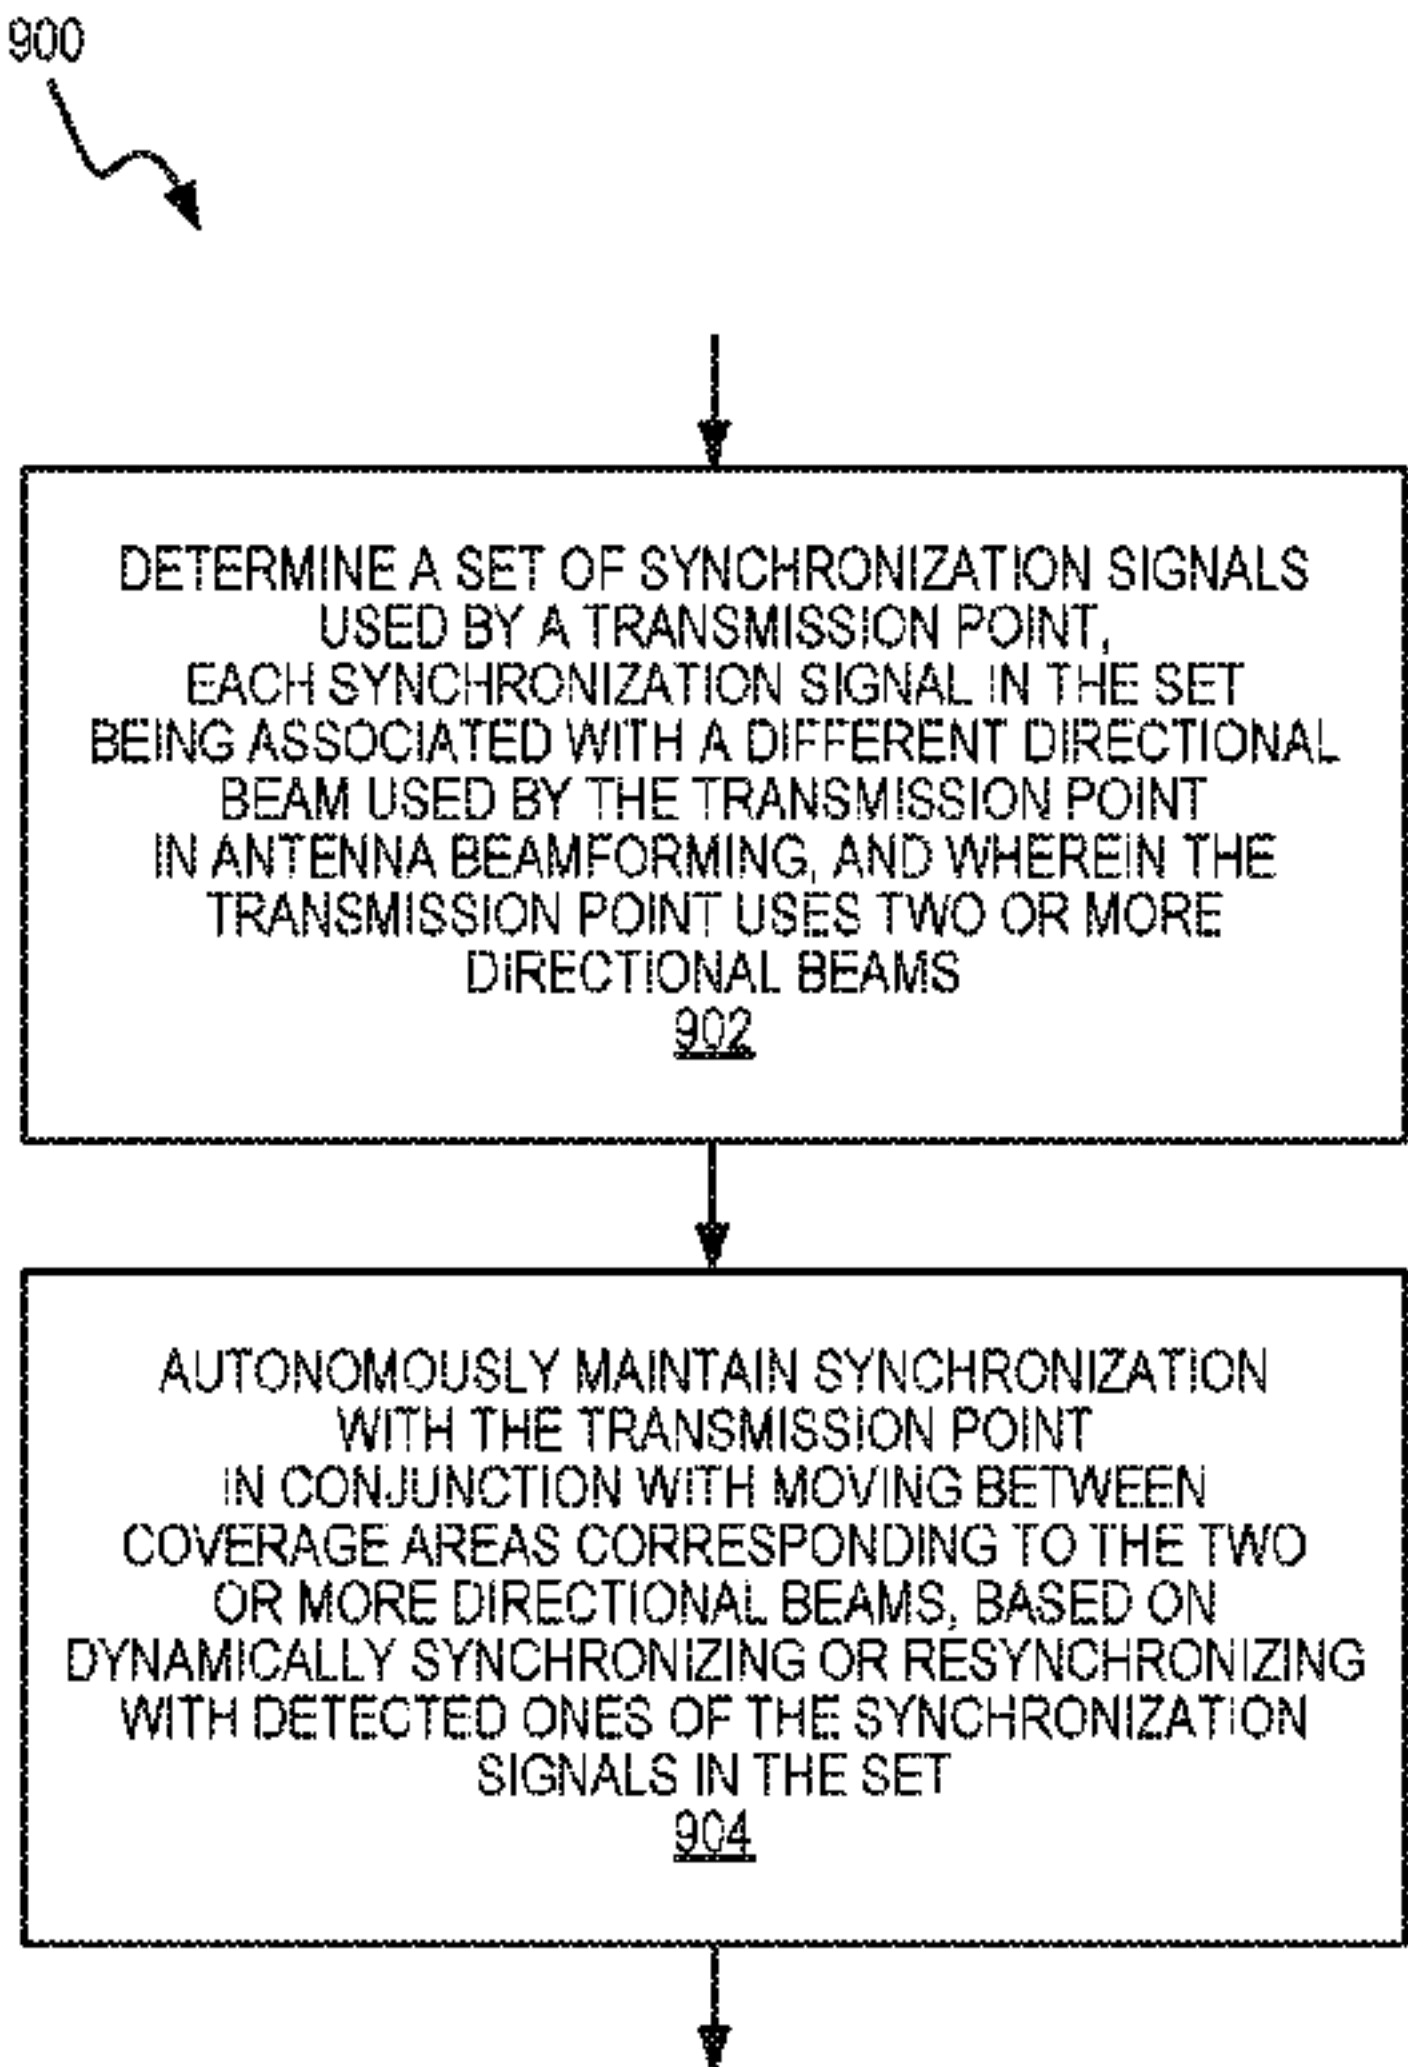 900
DETERMINE A SET OF SYNCHRONIZATION SIGNALS
USED BY A TRANSMISSION POINT,
EACH SYNCHRONIZATION SIGNAL IN THE SET
BEING ASSOCIATED WITH A DIFFERENT DIRECTIONAL
BEAM USED BY THE TRANSMISSION POINT
IN ANTENNA BEAMFORMING, AND WHEREIN THE
TRANSMISSION POINT USES TWO OR MORE
DIRECTIONAL BEAMS
902
AUTONOMOUSLY MAINTAIN SYNCHRONIZATION
WITH THE TRANSMISSION POINT
IN CONJUNCTION WITH MOVING BETWEEN
COVERAGE AREAS CORRESPONDING TO THE TWO
OR MORE DIRECTIONAL BEAMS, BASED ON
DYNAMICALLY SYNCHRONIZING OR RESYNCHRONIZING
WITH DETECTED ONES OF THE SYNCHRONIZATION
SIGNALS IN THE SET
904